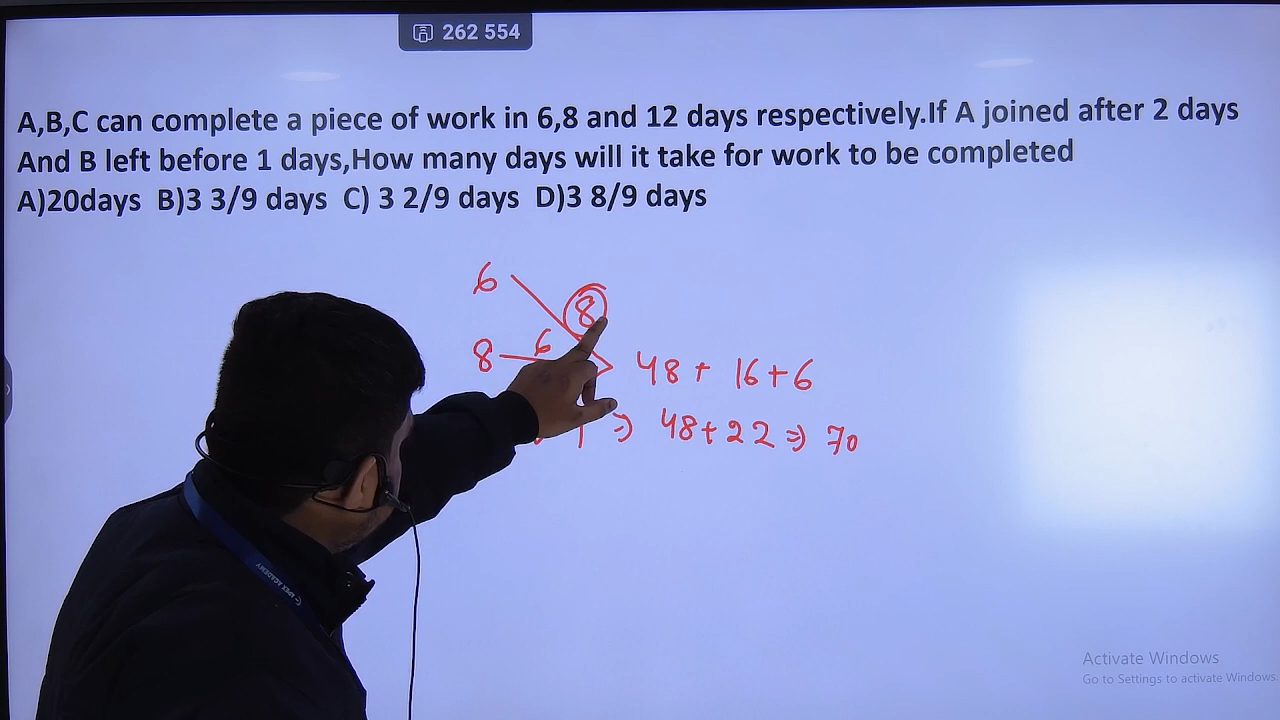 262 554
A,B,C can complete a piece of work in 6,8 and 12 days respectively.If A joined after 2 days
And B left before 1 days,How many days will it take for work to be completed
A)20days B)3 3/9 days C) 3 2/9 days D)3 8/9 days
6
8
8 6
48 + 16 + 6
⇒ 48 + 22 ⇒ 70
APEX ACADEMY
Activate Windows
Go to Settings to activate Windows.